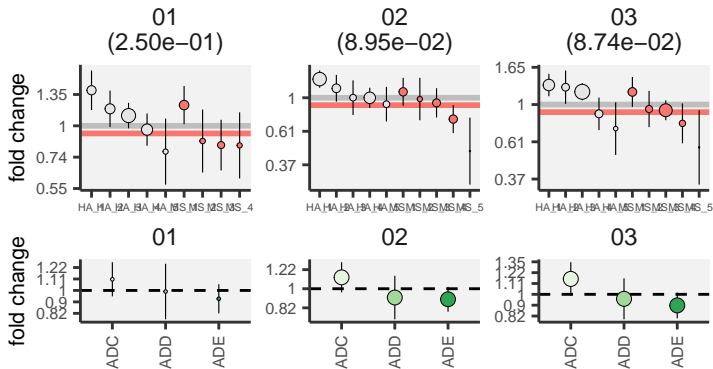 01
(2.50e−01)
02
(8.95e−02)
03
(8.74e−02)
fold change
1.35
1
0.74
0.55
1
0.61
0.37
1.65
1
0.61
0.37
01
02
03
fold change
1.22
1.11
1
0.9
0.82
1.22
1
0.82
1.35
1.22
1.11
1
0.9
0.82
ADC
ADD
ADE
ADC
ADD
ADE
ADC
ADD
ADE